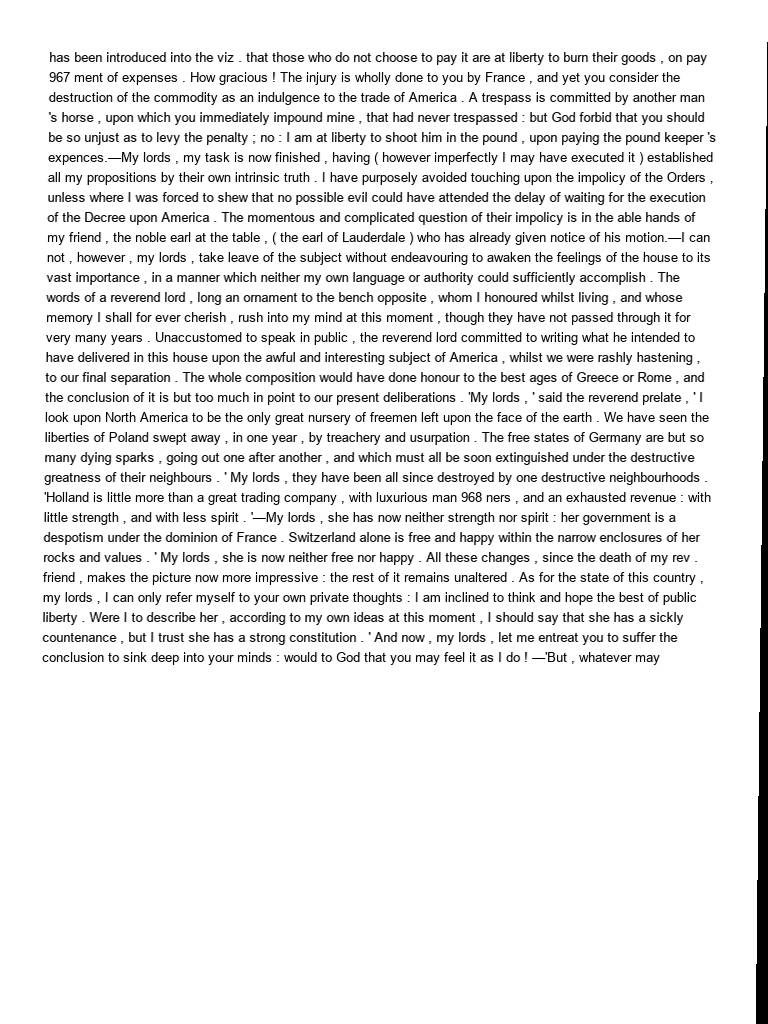 has been introduced into the viz . that those who do not choose to pay it are at liberty to burn their goods , on pay
967 ment of expenses . How gracious ! The injury is wholly done to you by France , and yet you consider the
destruction of the commodity as an indulgence to the trade of America . A trespass is committed by another man
's horse , upon which you immediately impound mine , that had never trespassed : but God forbid that you should
be so unjust as to levy the penalty ; no : I am at liberty to shoot him in the pound , upon paying the pound keeper 's
expences.—My lords , my task is now finished , having ( however imperfectly I may have executed it ) established
all my propositions by their own intrinsic truth . I have purposely avoided touching upon the impolicy of the Orders ,
unless where I was forced to shew that no possible evil could have attended the delay of waiting for the execution
of the Decree upon America . The momentous and complicated question of their impolicy is in the able hands of
my friend , the noble earl at the table , ( the earl of Lauderdale ) who has already given notice of his motion.—I can
not , however , my lords , take leave of the subject without endeavouring to awaken the feelings of the house to its
vast importance , in a manner which neither my own language or authority could sufficiently accomplish . The
words of a reverend lord , long an ornament to the bench opposite , whom I honoured whilst living , and whose
memory I shall for ever cherish , rush into my mind at this moment , though they have not passed through it for
very many years . Unaccustomed to speak in public , the reverend lord committed to writing what he intended to
have delivered in this house upon the awful and interesting subject of America , whilst we were rashly hastening ,
to our final separation . The whole composition would have done honour to the best ages of Greece or Rome , and
the conclusion of it is but too much in point to our present deliberations . 'My lords , ' said the reverend prelate , ' I
look upon North America to be the only great nursery of freemen left upon the face of the earth . We have seen the
liberties of Poland swept away , in one year , by treachery and usurpation . The free states of Germany are but so
many dying sparks , going out one after another , and which must all be soon extinguished under the destructive
greatness of their neighbours . ' My lords , they have been all since destroyed by one destructive neighbourhoods .
'Holland is little more than a great trading company , with luxurious man 968 ners , and an exhausted revenue : with
little strength , and with less spirit . '—My lords , she has now neither strength nor spirit : her government is a
despotism under the dominion of France . Switzerland alone is free and happy within the narrow enclosures of her
rocks and values . ' My lords , she is now neither free nor happy . All these changes , since the death of my rev .
friend , makes the picture now more impressive : the rest of it remains unaltered . As for the state of this country ,
my lords , I can only refer myself to your own private thoughts : I am inclined to think and hope the best of public
liberty . Were I to describe her , according to my own ideas at this moment , I should say that she has a sickly
countenance , but I trust she has a strong constitution . ' And now , my lords , let me entreat you to suffer the
conclusion to sink deep into your minds : would to God that you may feel it as I do ! —'But , whatever may